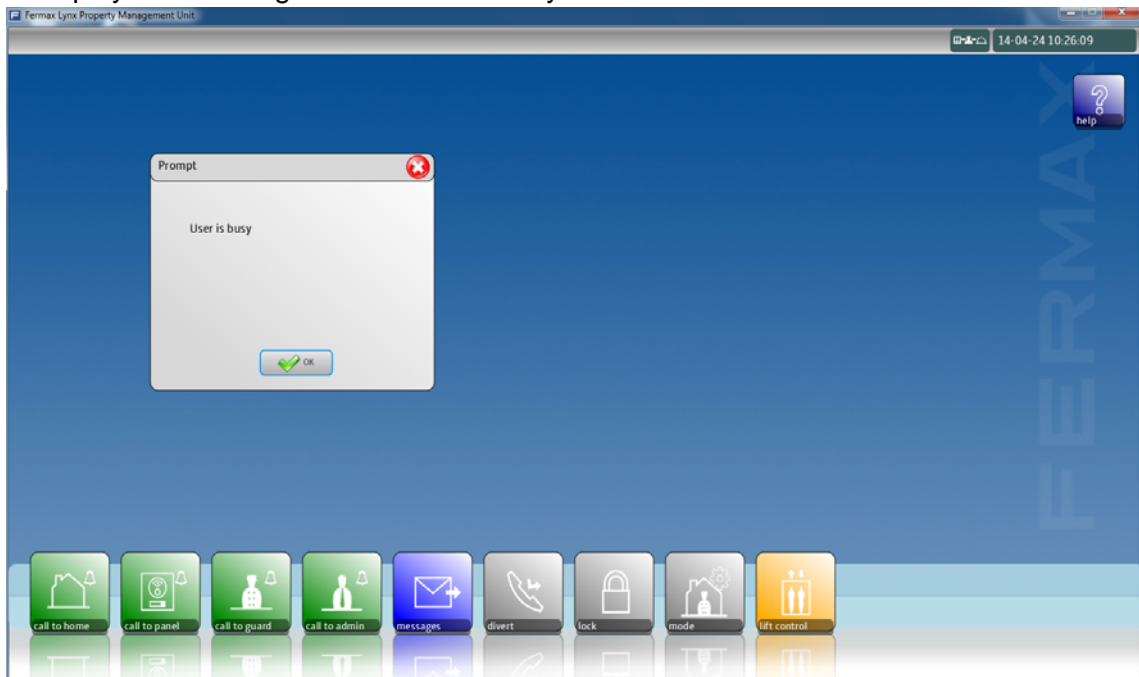 Fermax Lynx Property Management Unit
14-04-24 10:26:09
help
Prompt
User is busy
OK
FERMAX
call to home call to panel call to guard call to admin messages divert lock mode lift control